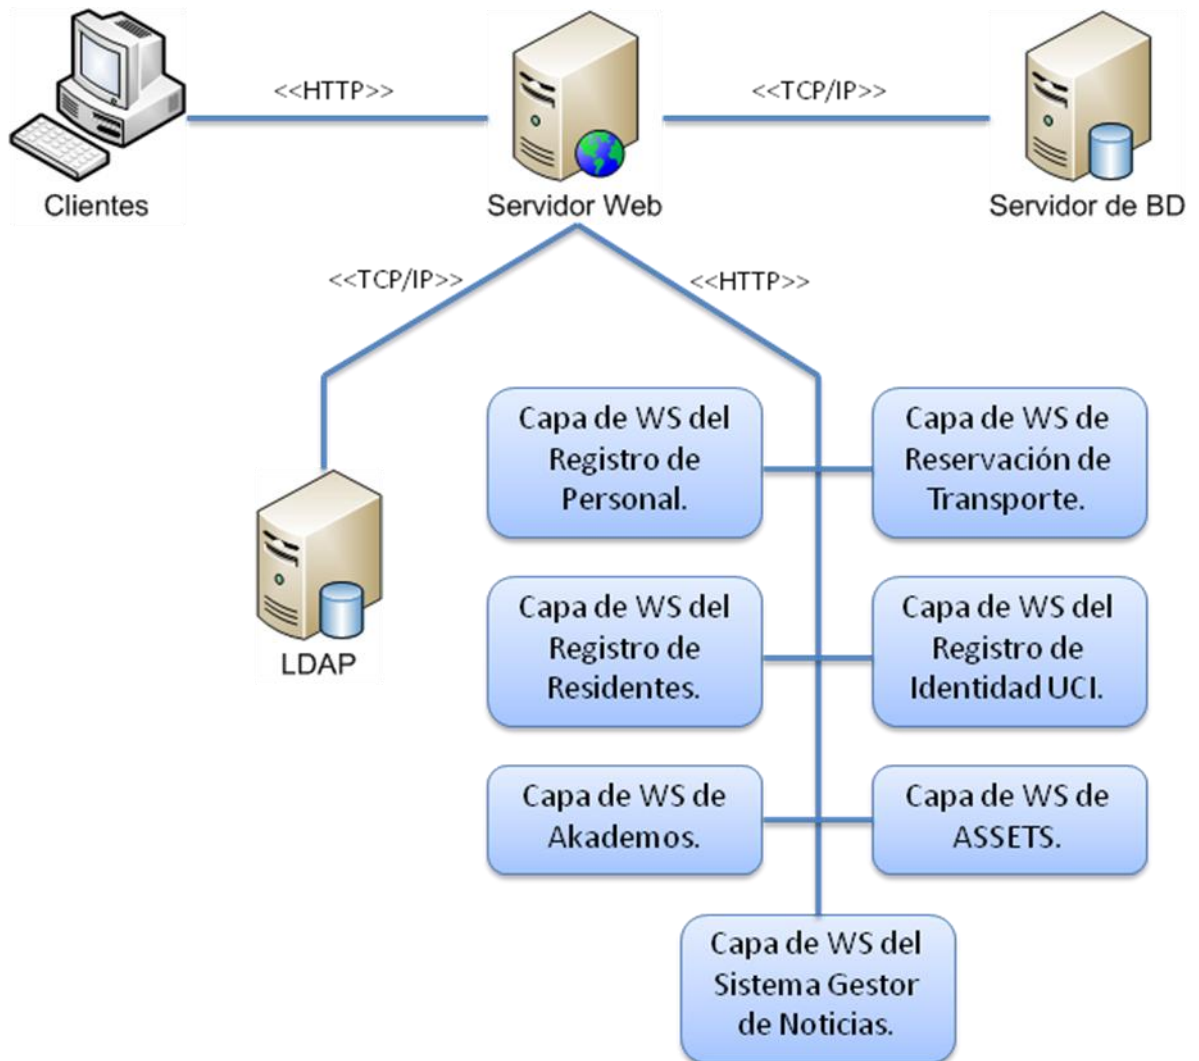 <<HTTP>>
<<TCP/IP>>
Clientes
Servidor Web
Servidor de BD
<<TCP/IP>>
<<HTTP>>
LDAP
Capa de WS del
Registro de
Personal.
Capa de WS de
Reservación de
Transporte.
Capa de WS del
Registro de
Residentes.
Capa de WS del
Registro de
Identidad UCI.
Capa de WS de
Akademos.
Capa de WS de
ASSETS.
Capa de WS del
Sistema Gestor
de Noticias.